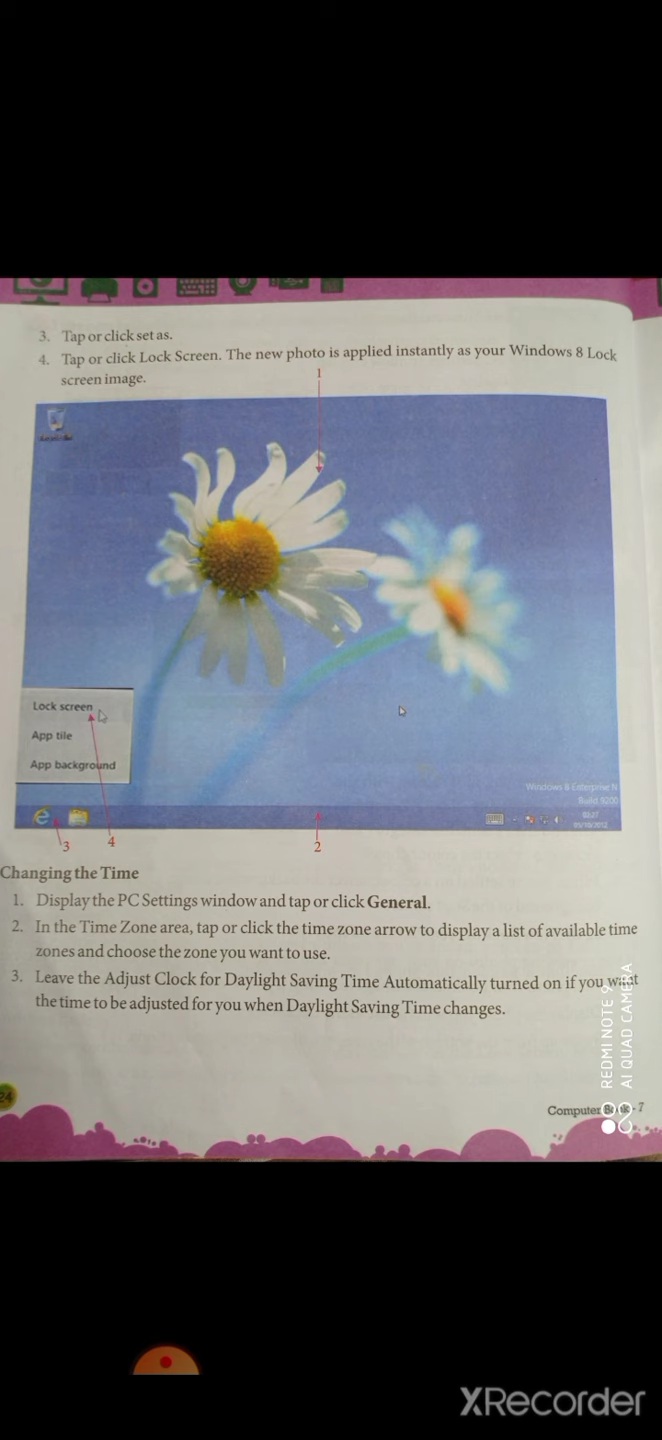 3. Tap or click set as.
4. Tap or click Lock Screen. The new photo is applied instantly as your Windows 8 Lock
screen image.
1
Lock screen
App tile
App background
Windows 8 Enterprise N
Build 9200
3
4
2
Changing the Time
1. Display the PC Settings window and tap or click General.
2. In the Time Zone area, tap or click the time zone arrow to display a list of available time
zones and choose the zone you want to use.
3. Leave the Adjust Clock for Daylight Saving Time Automatically turned on if you want
the time to be adjusted for you when Daylight Saving Time changes.
24
Computer Book - 7
REDMI NOTE 9
AI QUAD CAMERA
XRecorder